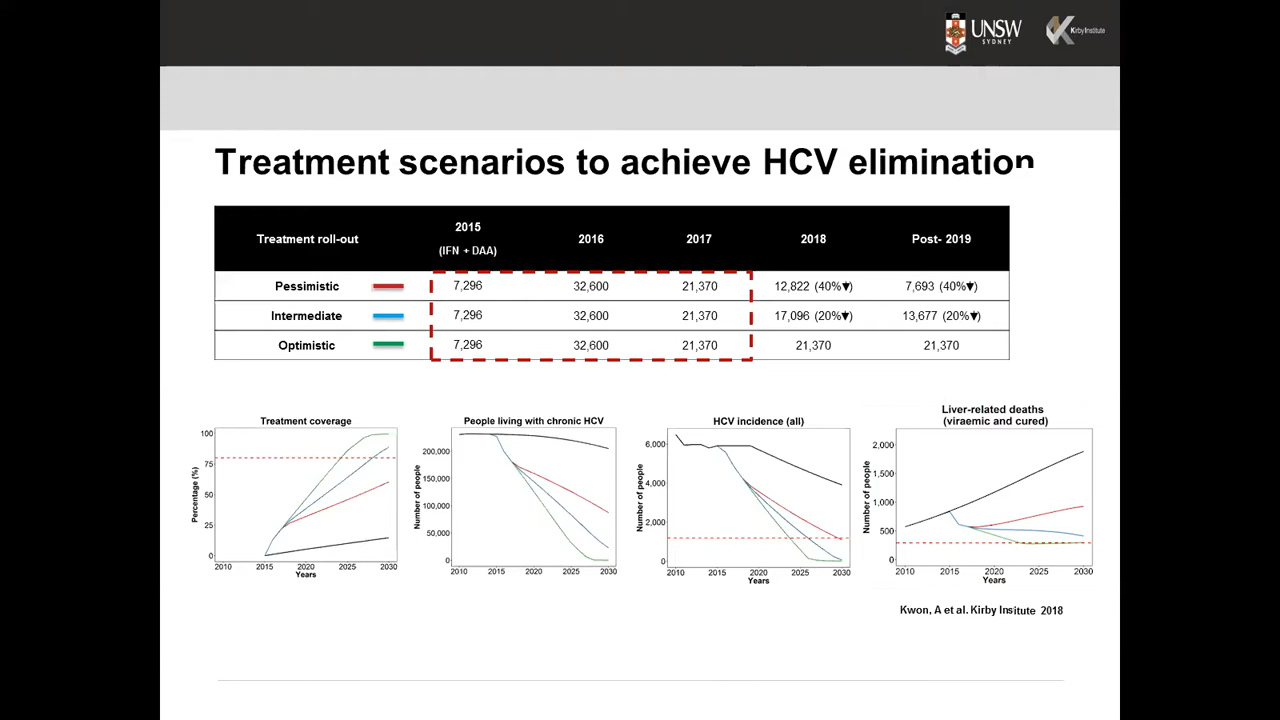 UNSW
SYDNEY
Kirby Institute
Treatment scenarios to achieve HCV elimination
Treatment roll-out
2015
(IFN + DAA)
2016
2017
2018
Post- 2019
Pessimistic
7,296
32,600
21,370
12,822 (40%▼)
7,693 (40%▼)
Intermediate
7,296
32,600
21,370
17,096 (20%▼)
13,677 (20%▼)
Optimistic
7,296
32,600
21,370
21,370
21,370
Treatment coverage
Percentage (%)
100
75
50
25
0
2010
2015
2020
2025
2030
Years
People living with chronic HCV
Number of people
200,000
150,000
100,000
50,000
0
2010
2015
2020
2025
2030
Years
HCV incidence (all)
Number of people
6,000
4,000
2,000
0
2010
2015
2020
2025
2030
Years
Liver-related deaths
(viraemic and cured)
Number of people
2,000
1,500
1,000
500
0
2010
2015
2020
2025
2030
Years
Kwon, A et al. Kirby Insitute 2018